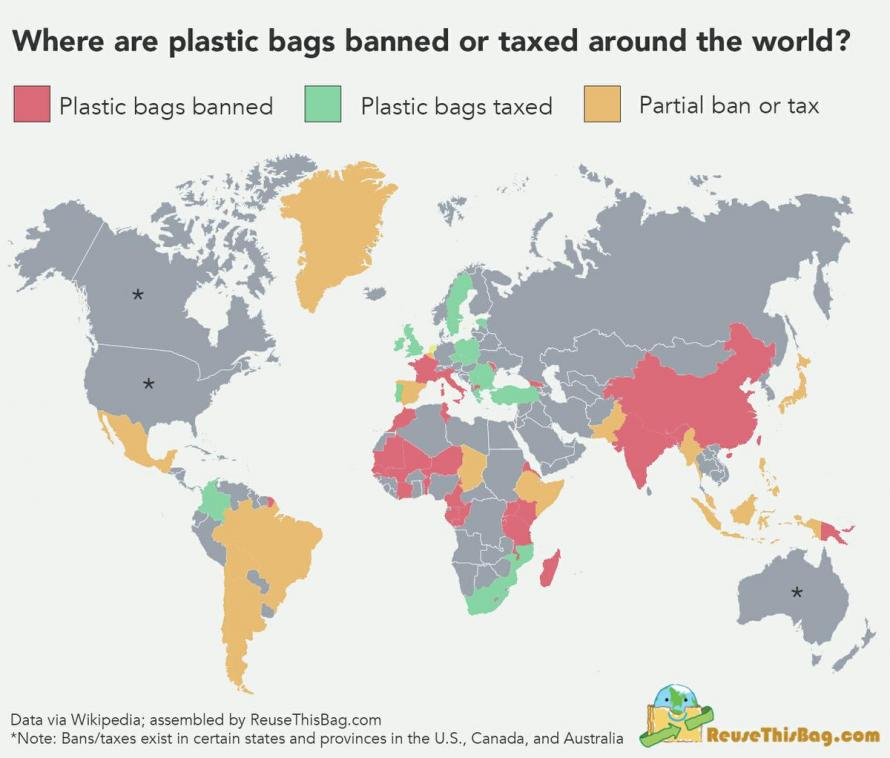 Where are plastic bags banned or taxed around the world?
Plastic bags banned
Plastic bags taxed
Partial ban or tax
*
*
*
Data via Wikipedia; assembled by ReuseThisBag.com
*Note: Bans/taxes exist in certain states and provinces in the U.S., Canada, and Australia
ReuseThisBag.com